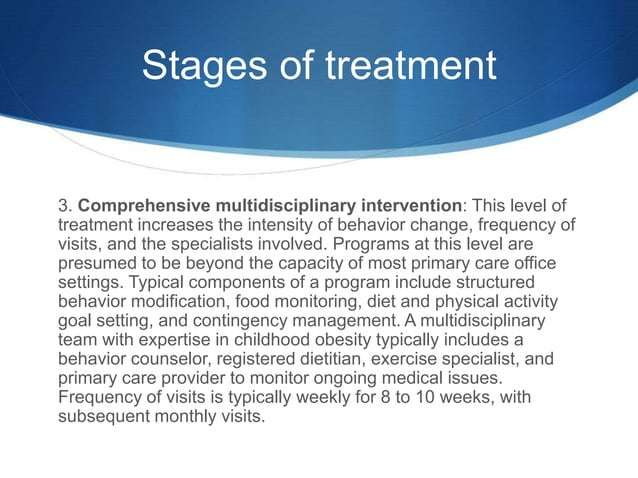 Stages of treatment
3. Comprehensive multidisciplinary intervention: This level of
treatment increases the intensity of behavior change, frequency of
visits, and the specialists involved. Programs at this level are
presumed to be beyond the capacity of most primary care office
settings. Typical components of a program include structured
behavior modification, food monitoring, diet and physical activity
goal setting, and contingency management. A multidisciplinary
team with expertise in childhood obesity typically includes a
behavior counselor, registered dietitian, exercise specialist, and
primary care provider to monitor ongoing medical issues.
Frequency of visits is typically weekly for 8 to 10 weeks, with
subsequent monthly visits.